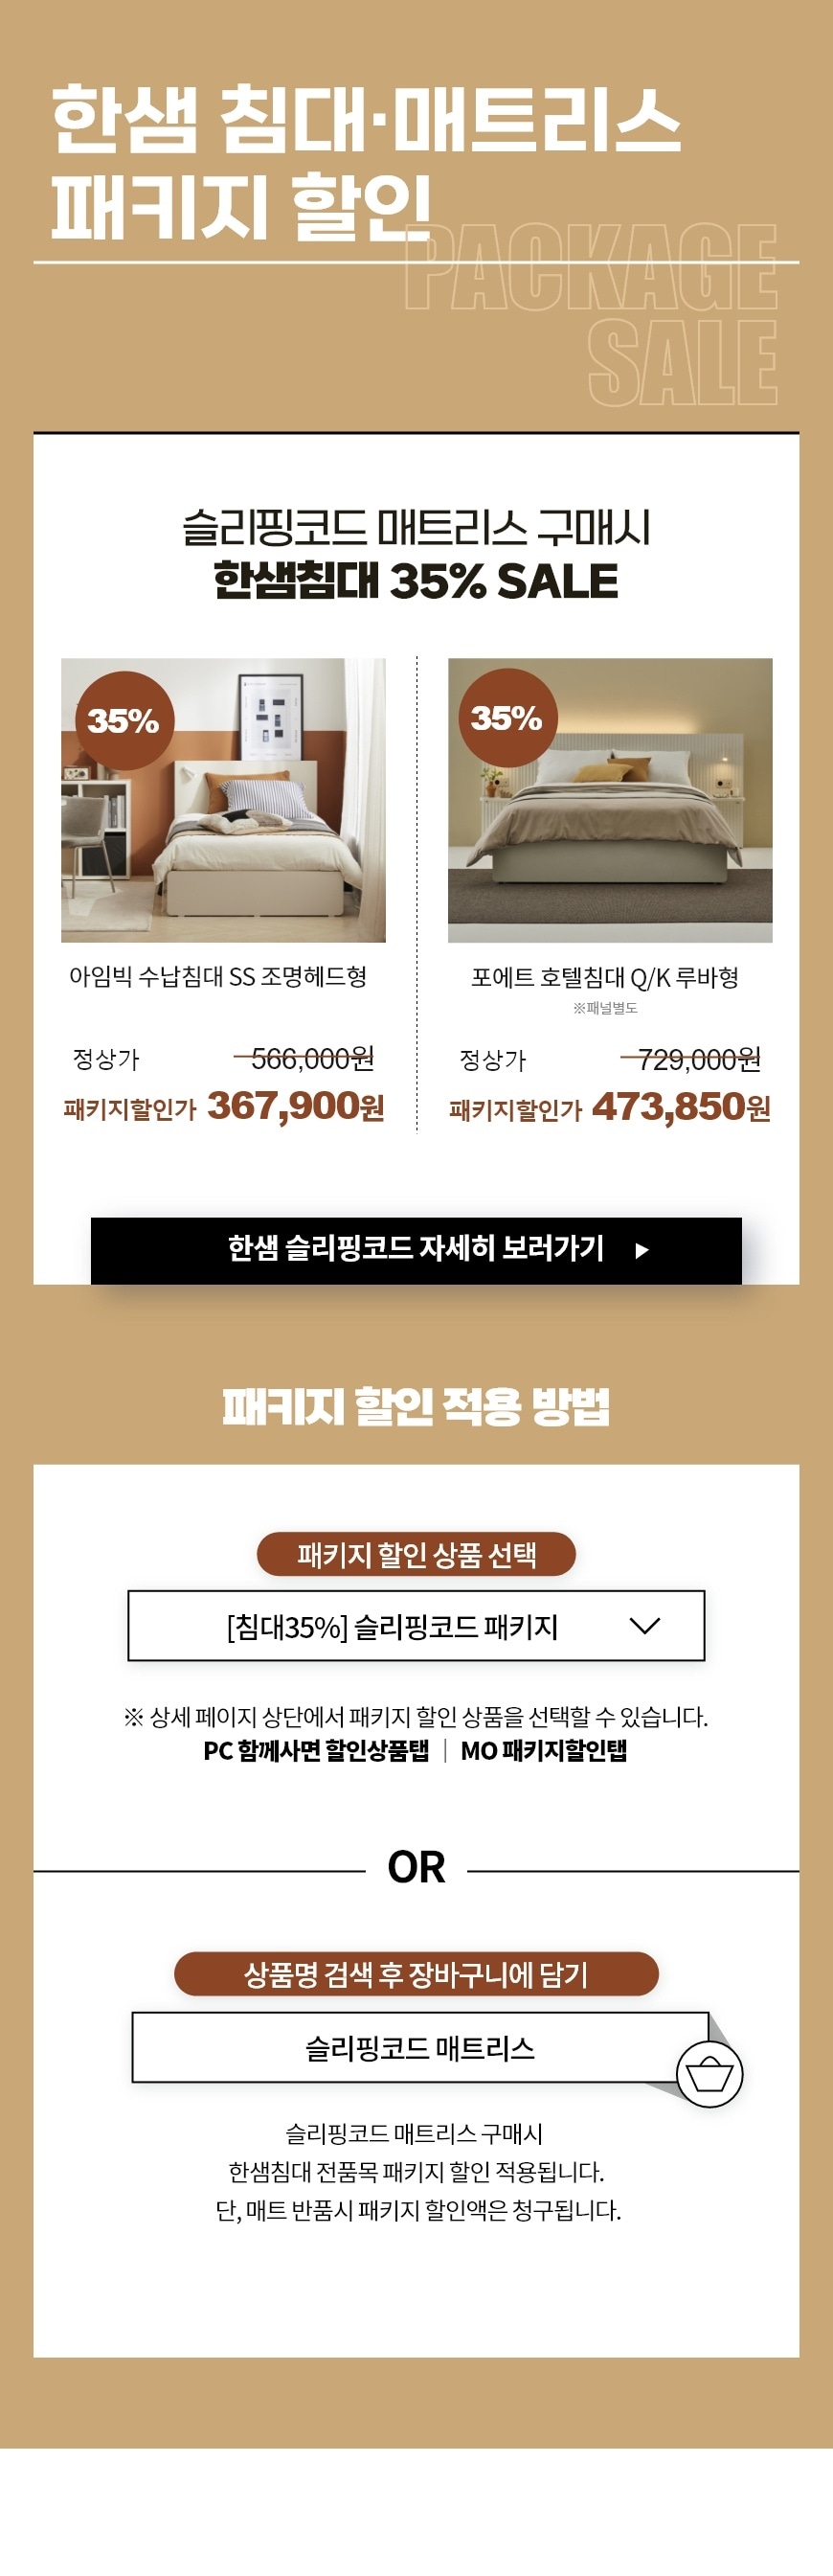 한샘 침대·매트리스
패키지 할인
PACKAGE
SALE
슬리핑코드 매트리스 구매시
한샘침대 35% SALE
35%
35%
아임빅 수납침대 SS 조명헤드형
포에트 호텔침대 Q/K 루바형
※패널별도
정상가 566,000원
패키지할인가 367,900원
정상가 729,000원
패키지할인가 473,850원
한샘 슬리핑코드 자세히 보러가기 ▶
패키지 할인 적용 방법
패키지 할인 상품 선택
[침대35%] 슬리핑코드 패키지
※ 상세 페이지 상단에서 패키지 할인 상품을 선택할 수 있습니다.
PC 함께사면 할인상품탭 | MO 패키지할인탭
OR
상품명 검색 후 장바구니에 담기
슬리핑코드 매트리스
슬리핑코드 매트리스 구매시
한샘침대 전품목 패키지 할인 적용됩니다.
단, 매트 반품시 패키지 할인액은 청구됩니다.